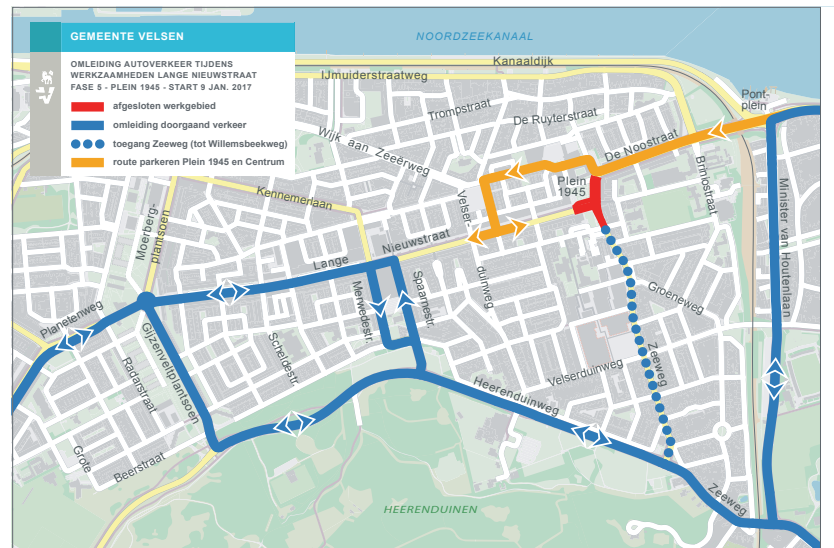 GEMEENTE VELSEN
OMLEIDING AUTOVERKEER TIJDENS
WERKZAAMHEDEN LANGE NIEUWSTRAAT
FASE 5 - PLEIN 1945 - START 9 JAN. 2017
afgesloten werkgebied
omleiding doorgaand verkeer
toegang Zeeweg (tot Willemsbeekweg)
route parkeren Plein 1945 en Centrum
NOORDZEEKANAAL
Kanaaldijk
IJmuiderstraatweg
Pont-
plein
Trompstraat
De Ruyterstraat
Wijk aan Zeeërweg
De Noostraat
Briniostraat
Plein
1945
Kennemerlaan
Velser-
duinweg
Moerberg-
plantsoen
Lange
Nieuwstraat
Minister van Houtenlaan
Merwedestr.
Spaarnestr.
Groeneweg
Planetenweg
Gijzenveltplantsoen
Scheldestr.
Radarstraat
Zeeweg
Velserduinweg
Heerenduinweg
Grote
Beerstraat
Zeeweg
HEERENDUINEN